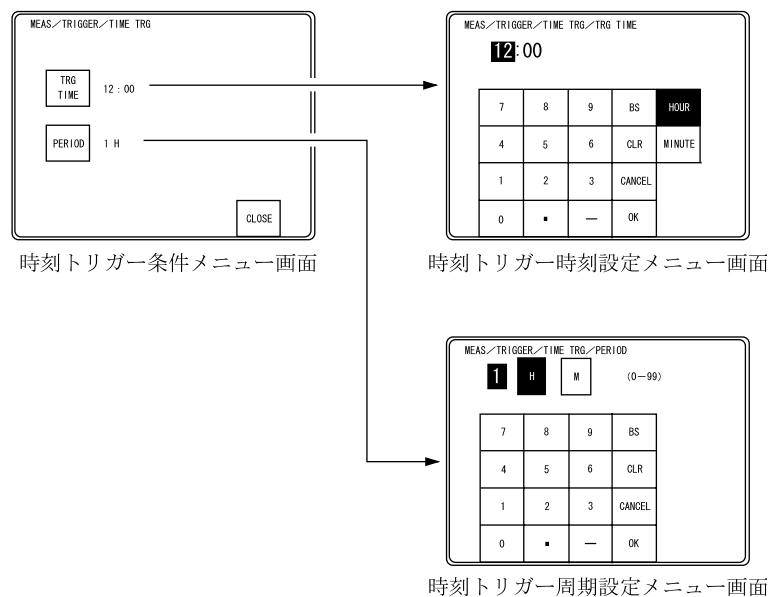 MEAS／TRIGGER／TIME TRG
TRG
TIME
12 : 00
PERIOD
1 H
CLOSE
時刻トリガー条件メニュー画面
MEAS／TRIGGER／TIME TRG／TRG TIME
12:00
7 8 9 BS HOUR
4 5 6 CLR MINUTE
1 2 3 CANCEL
0 ▪ — OK
時刻トリガー時刻設定メニュー画面
MEAS／TRIGGER／TIME TRG／PERIOD
1 H M (0—99)
7 8 9 BS
4 5 6 CLR
1 2 3 CANCEL
0 ▪ — OK
時刻トリガー周期設定メニュー画面